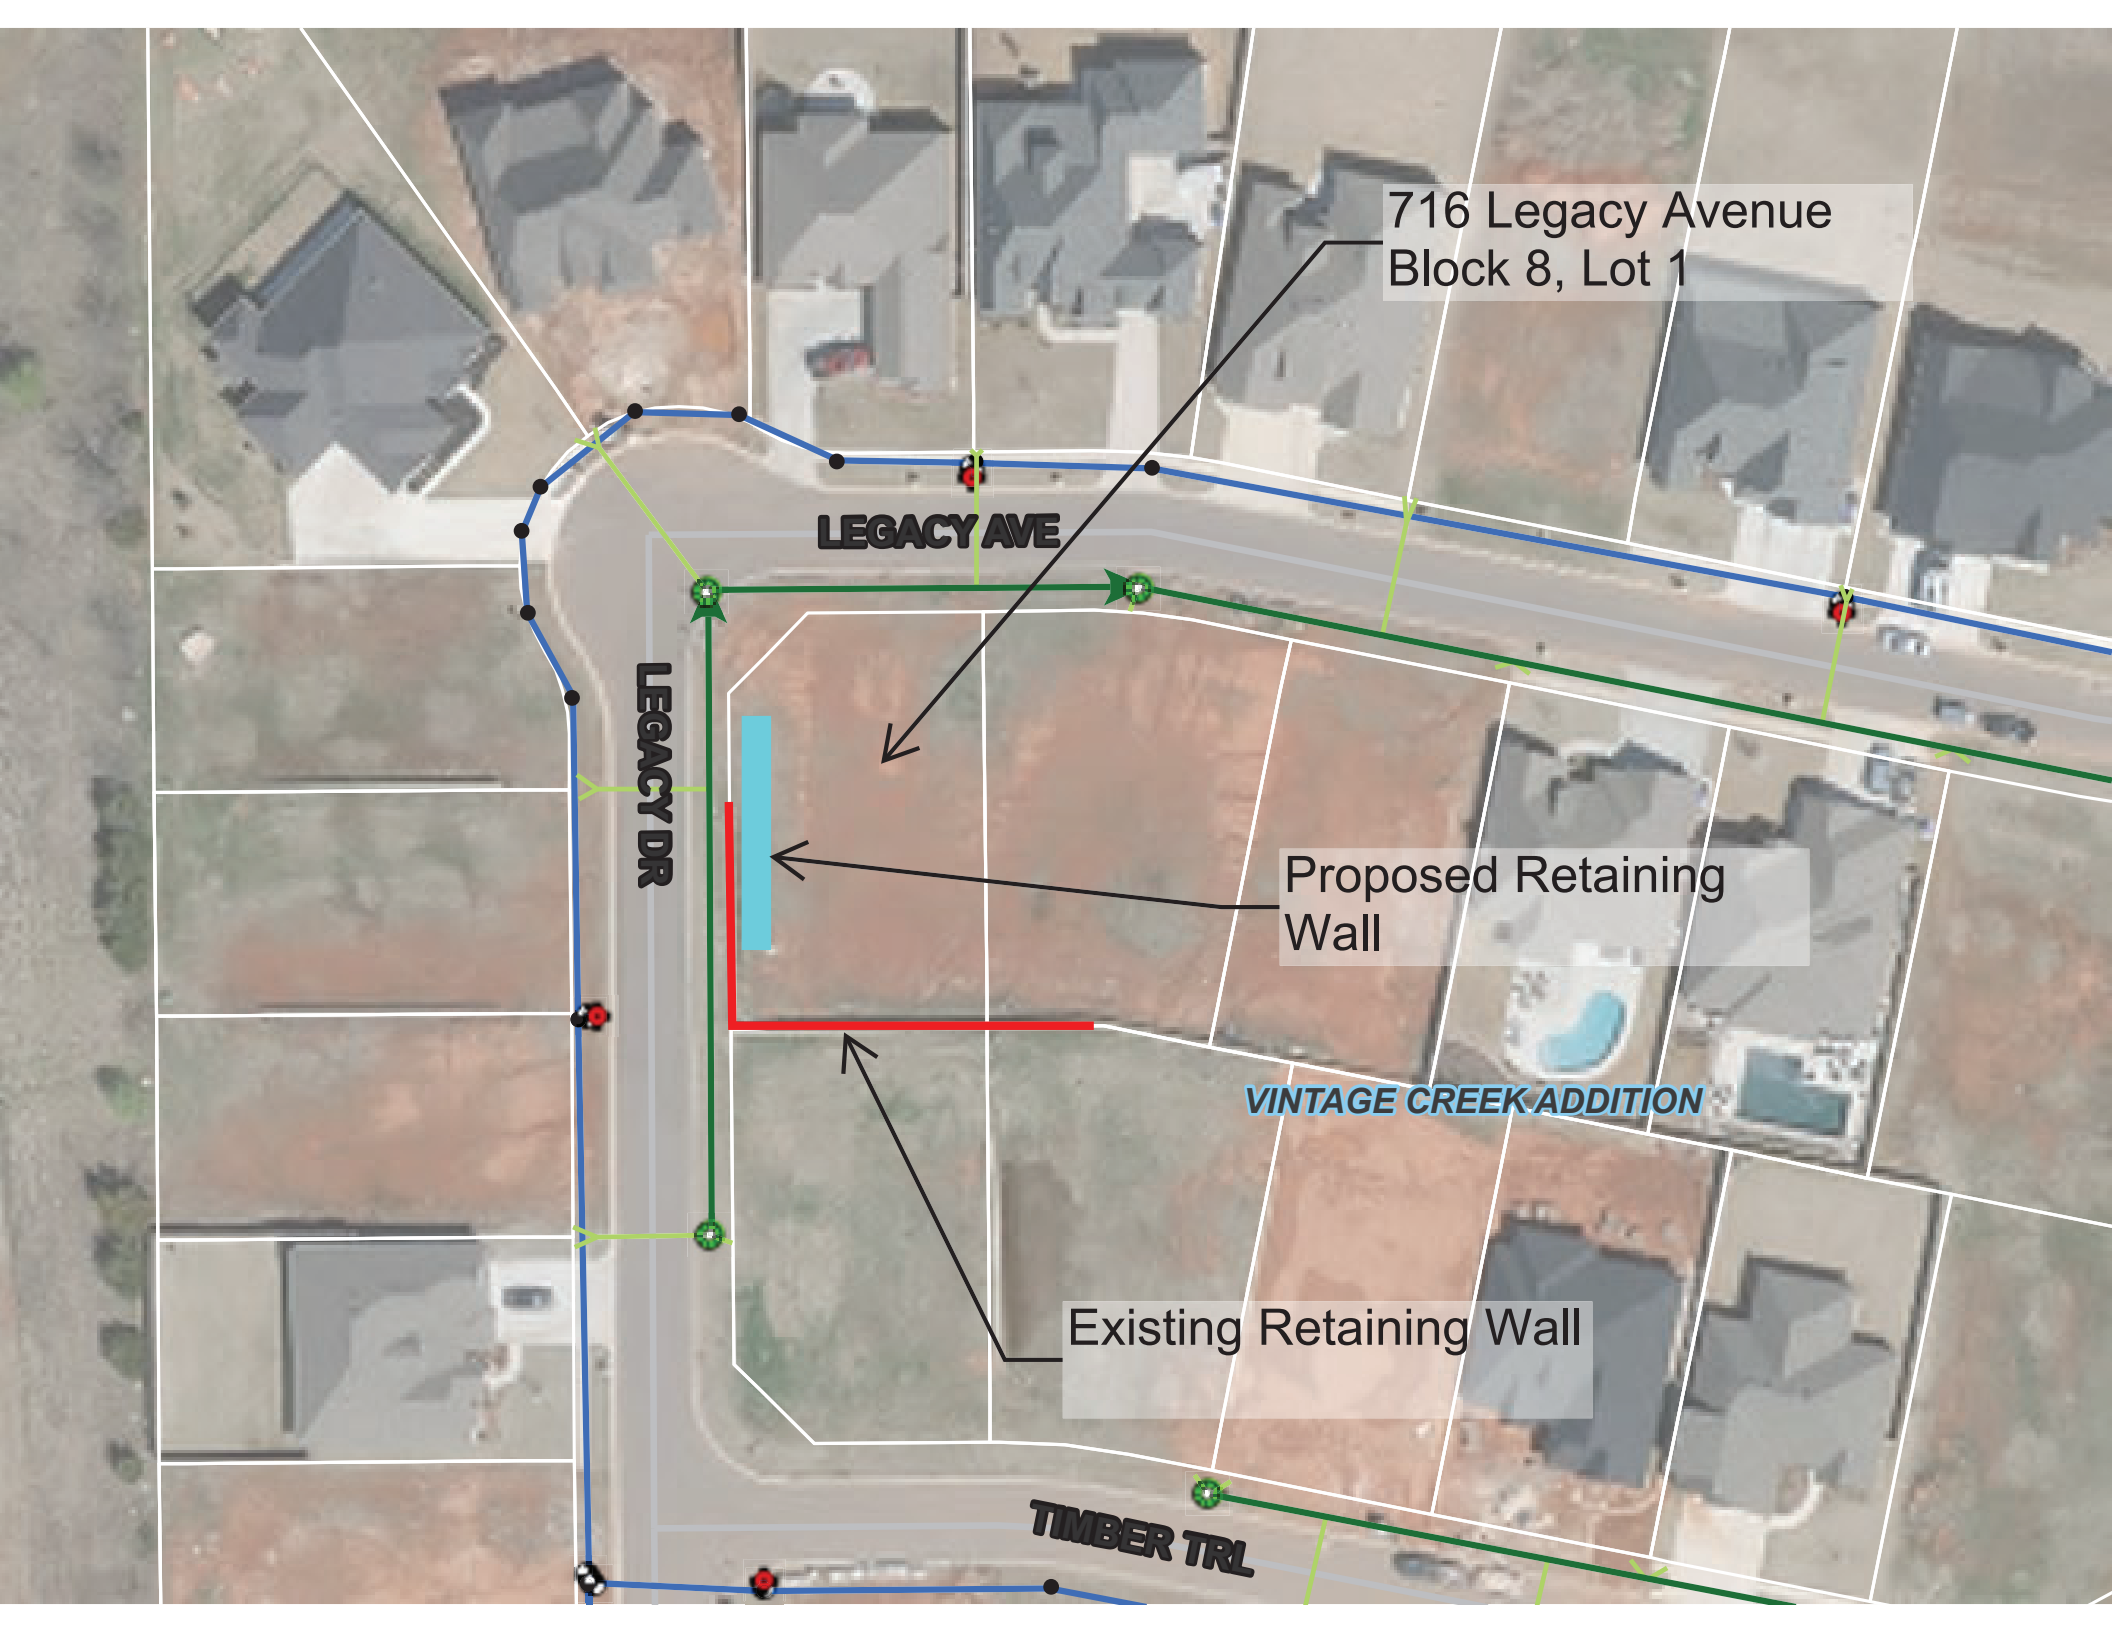 716 Legacy Avenue
Block 8, Lot 1
LEGACY AVE
LEGACY DR
Proposed Retaining
Wall
VINTAGE CREEK ADDITION
Existing Retaining Wall
TIMBER TRL